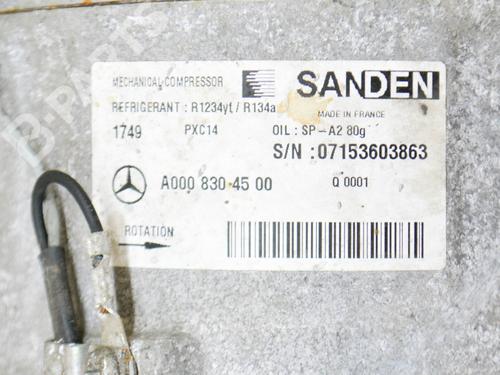 MECHANICAL COMPRESSOR
SANDEN
REFRIGERANT : R1234yf / R134a
MADE IN FRANCE
1749 PXC14 OIL : SP-A2 80g
S/N : 07153603863
A000 830 45 00 Q 0001
ROTATION
B-PARTS